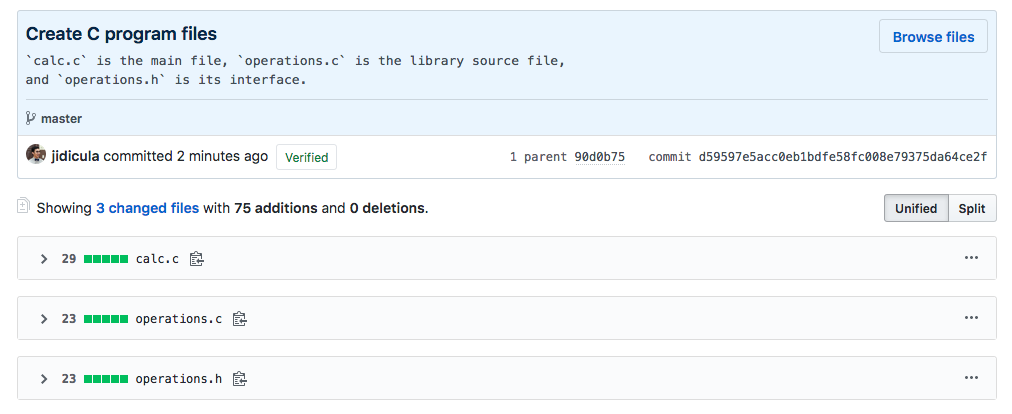 Create C program files
Browse files
`calc.c` is the main file, `operations.c` is the library source file,
and `operations.h` is its interface.
master
jidicula committed 2 minutes ago Verified 1 parent 90d0b75 commit d59597e5acc0eb1bdfe58fc008e79375da64ce2f
Showing 3 changed files with 75 additions and 0 deletions. Unified Split
29 calc.c
23 operations.c
23 operations.h